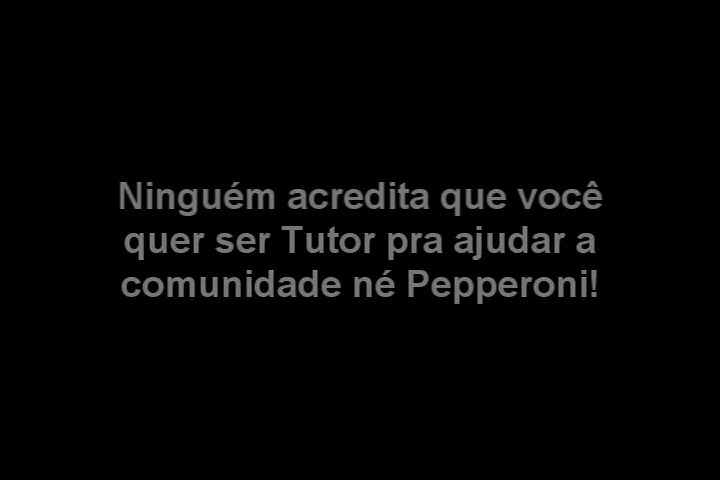 Ninguém acredita que você
quer ser Tutor pra ajudar a
comunidade né Pepperoni!